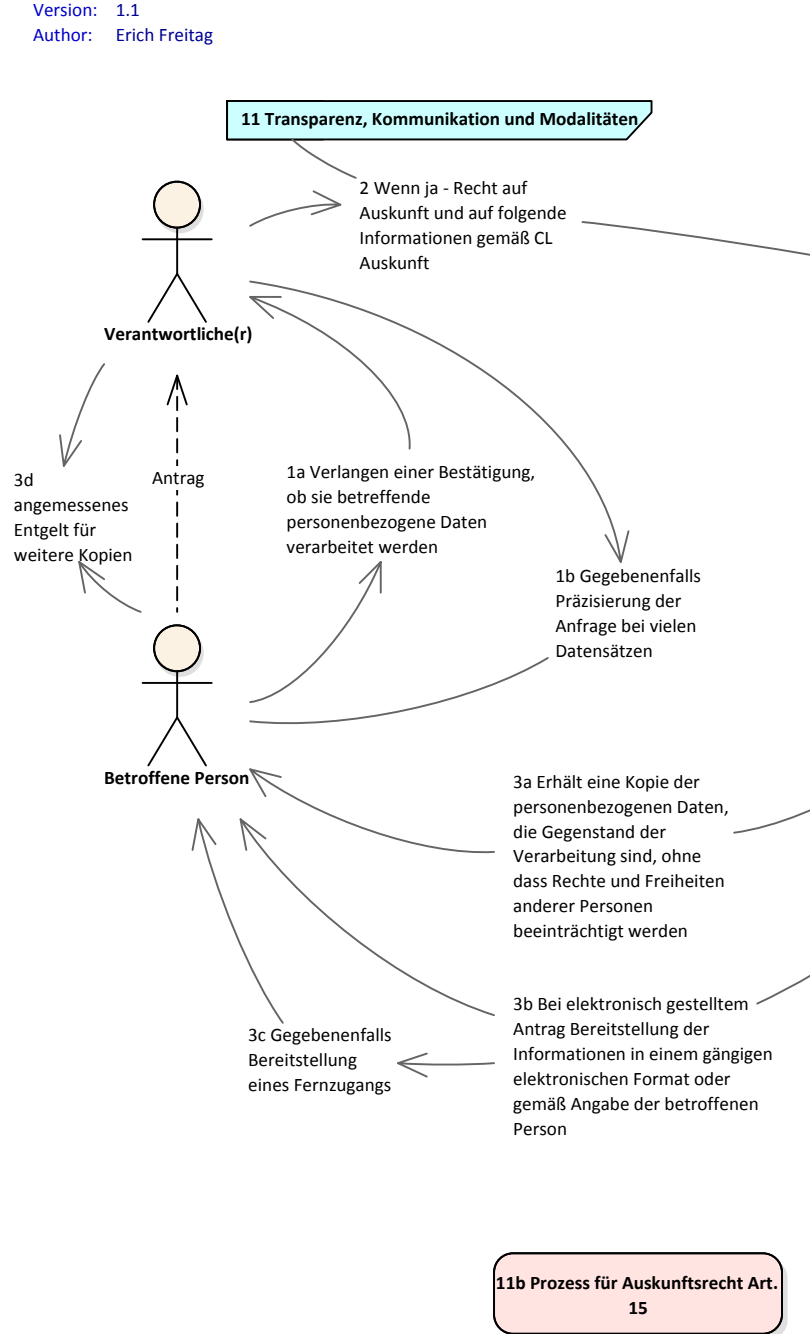 Version: 1.1
Author: Erich Freitag
11 Transparenz, Kommunikation und Modalitäten
2 Wenn ja - Recht auf
Auskunft und auf folgende
Informationen gemäß CL
Auskunft
Verantwortliche(r)
3d
angemessenes
Entgelt für
weitere Kopien
Antrag
1a Verlangen einer Bestätigung,
ob sie betreffende
personenbezogene Daten
verarbeitet werden
1b Gegebenenfalls
Präzisierung der
Anfrage bei vielen
Datensätzen
Betroffene Person
3a Erhält eine Kopie der
personenbezogenen Daten,
die Gegenstand der
Verarbeitung sind, ohne
dass Rechte und Freiheiten
anderer Personen
beeinträchtigt werden
3b Bei elektronisch gestelltem
Antrag Bereitstellung der
Informationen in einem gängigen
elektronischen Format oder
gemäß Angabe der betroffenen
Person
3c Gegebenenfalls
Bereitstellung
eines Fernzugangs
11b Prozess für Auskunftsrecht Art.
15